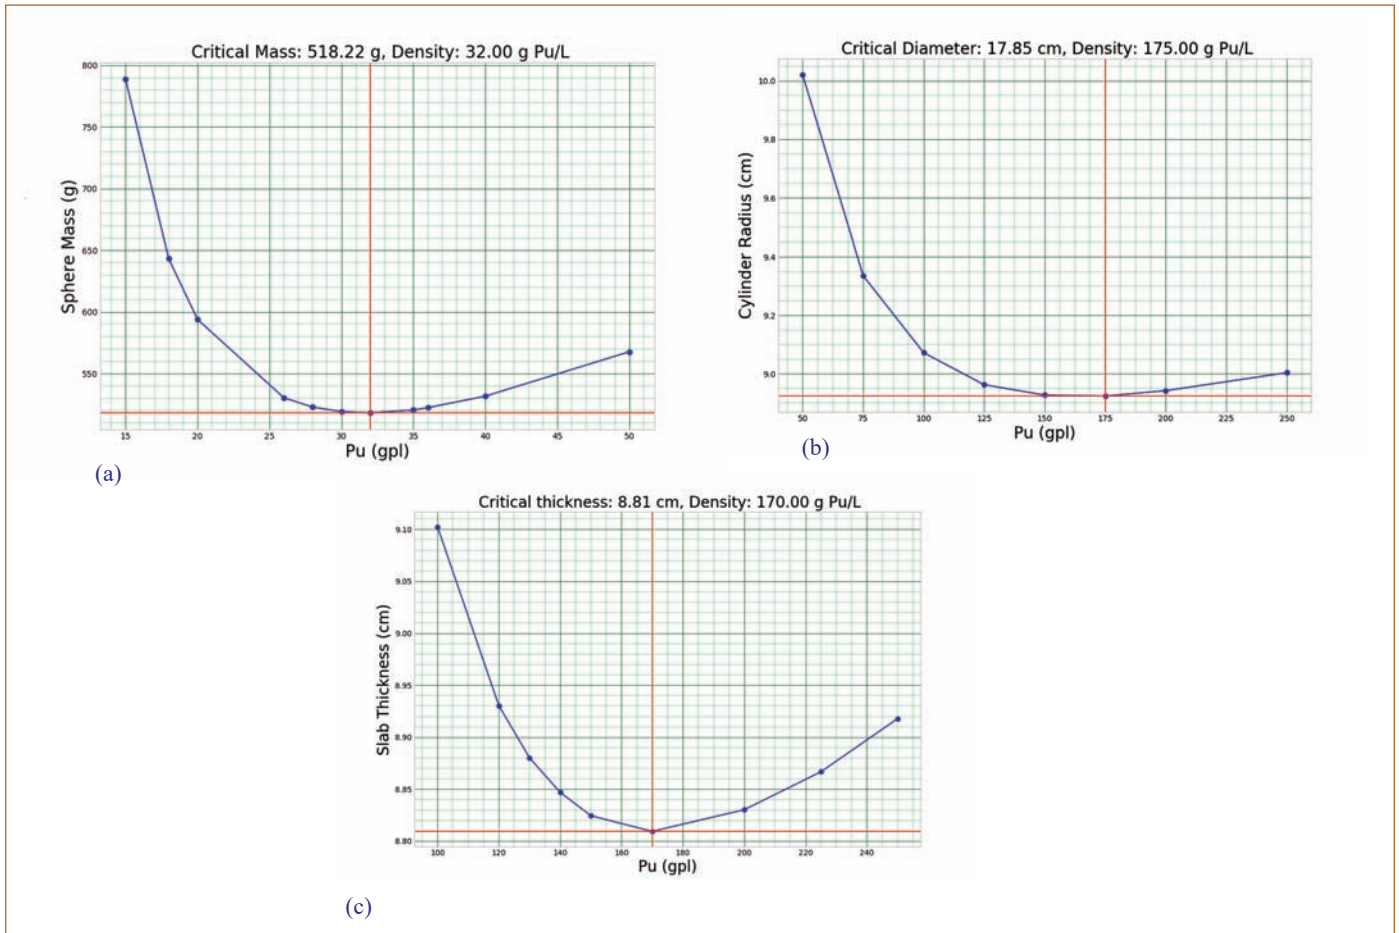 Critical Mass: 518.22 g, Density: 32.00 g Pu/L
800
750
700
650
600
550
Sphere Mass (g)
15 20 25 30 35 40 45 50
Pu (gpl)
(a)
Critical Diameter: 17.85 cm, Density: 175.00 g Pu/L
10.0
9.8
9.6
9.4
9.2
9.0
Cylinder Radius (cm)
50 75 100 125 150 175 200 225 250
Pu (gpl)
(b)
Critical thickness: 8.81 cm, Density: 170.00 g Pu/L
9.10
9.05
9.00
8.95
8.90
8.85
8.80
Slab Thickness (cm)
100 120 140 160 180 200 220 240
Pu (gpl)
(c)